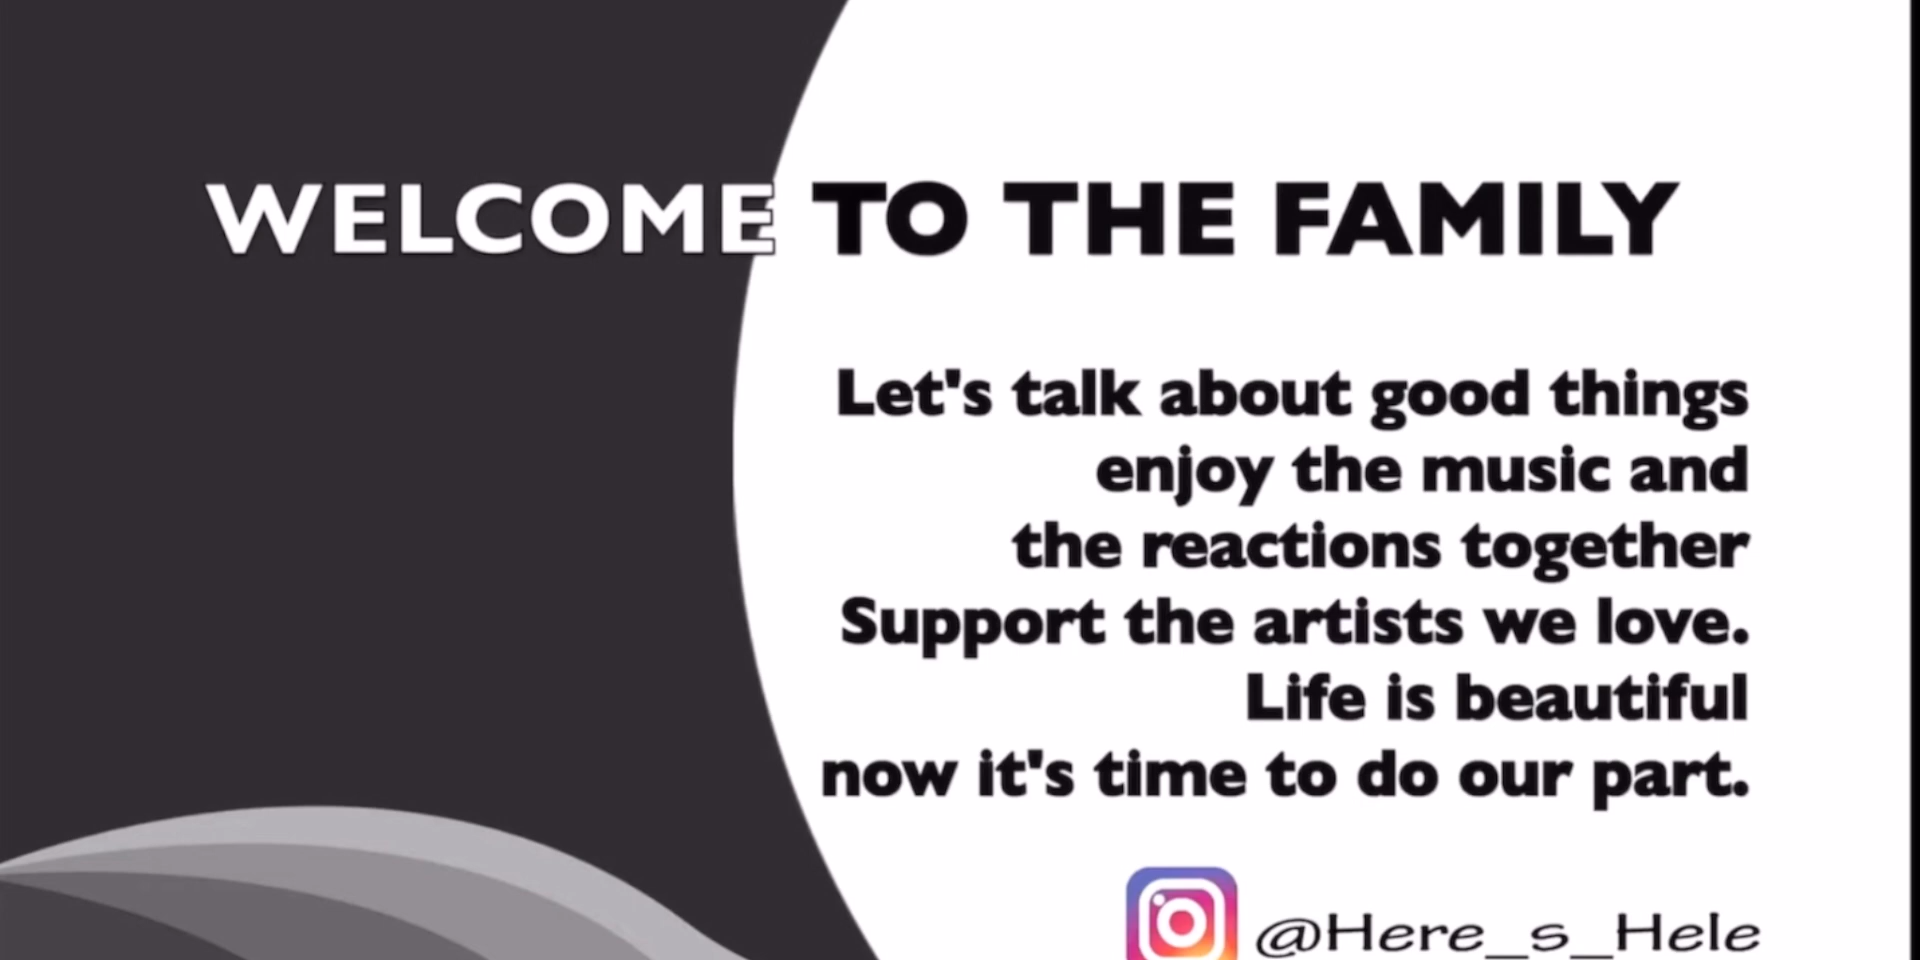 WELCOME TO THE FAMILY
Let's talk about good things
enjoy the music and
the reactions together
Support the artists we love.
Life is beautiful
now it's time to do our part.
@Here_s_Hele